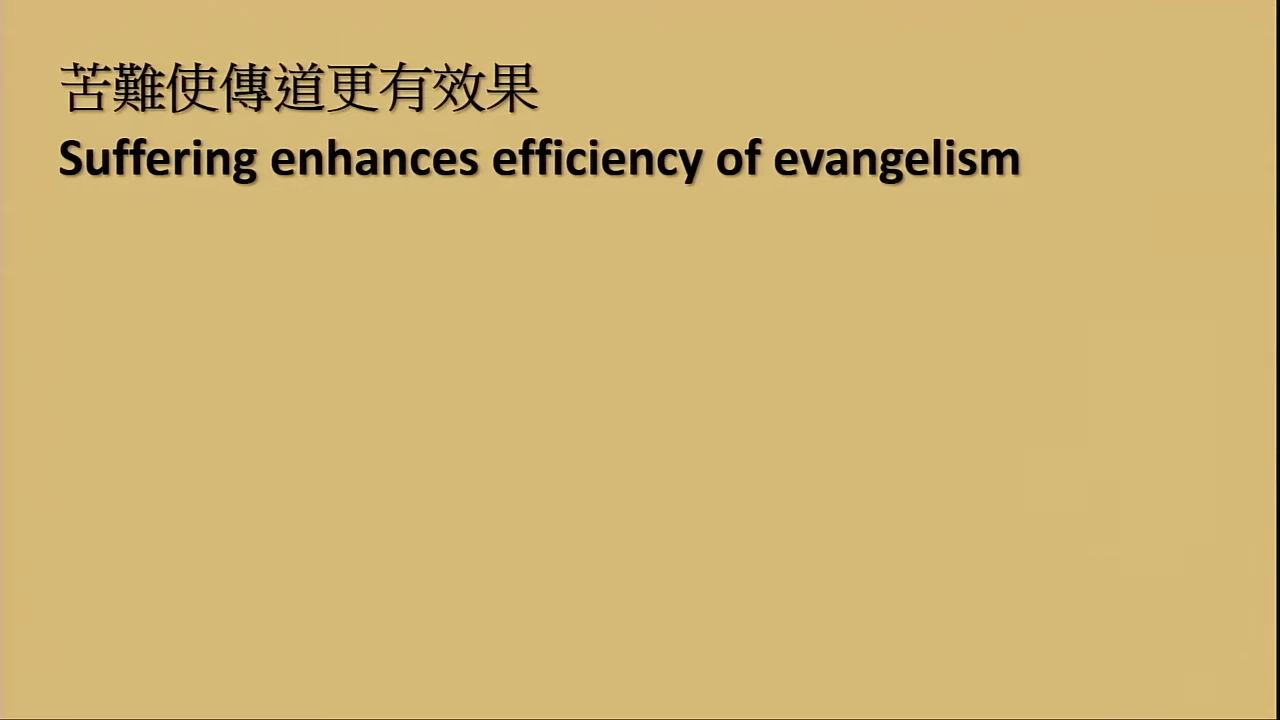 苦難使傳道更有效果
Suffering enhances efficiency of evangelism